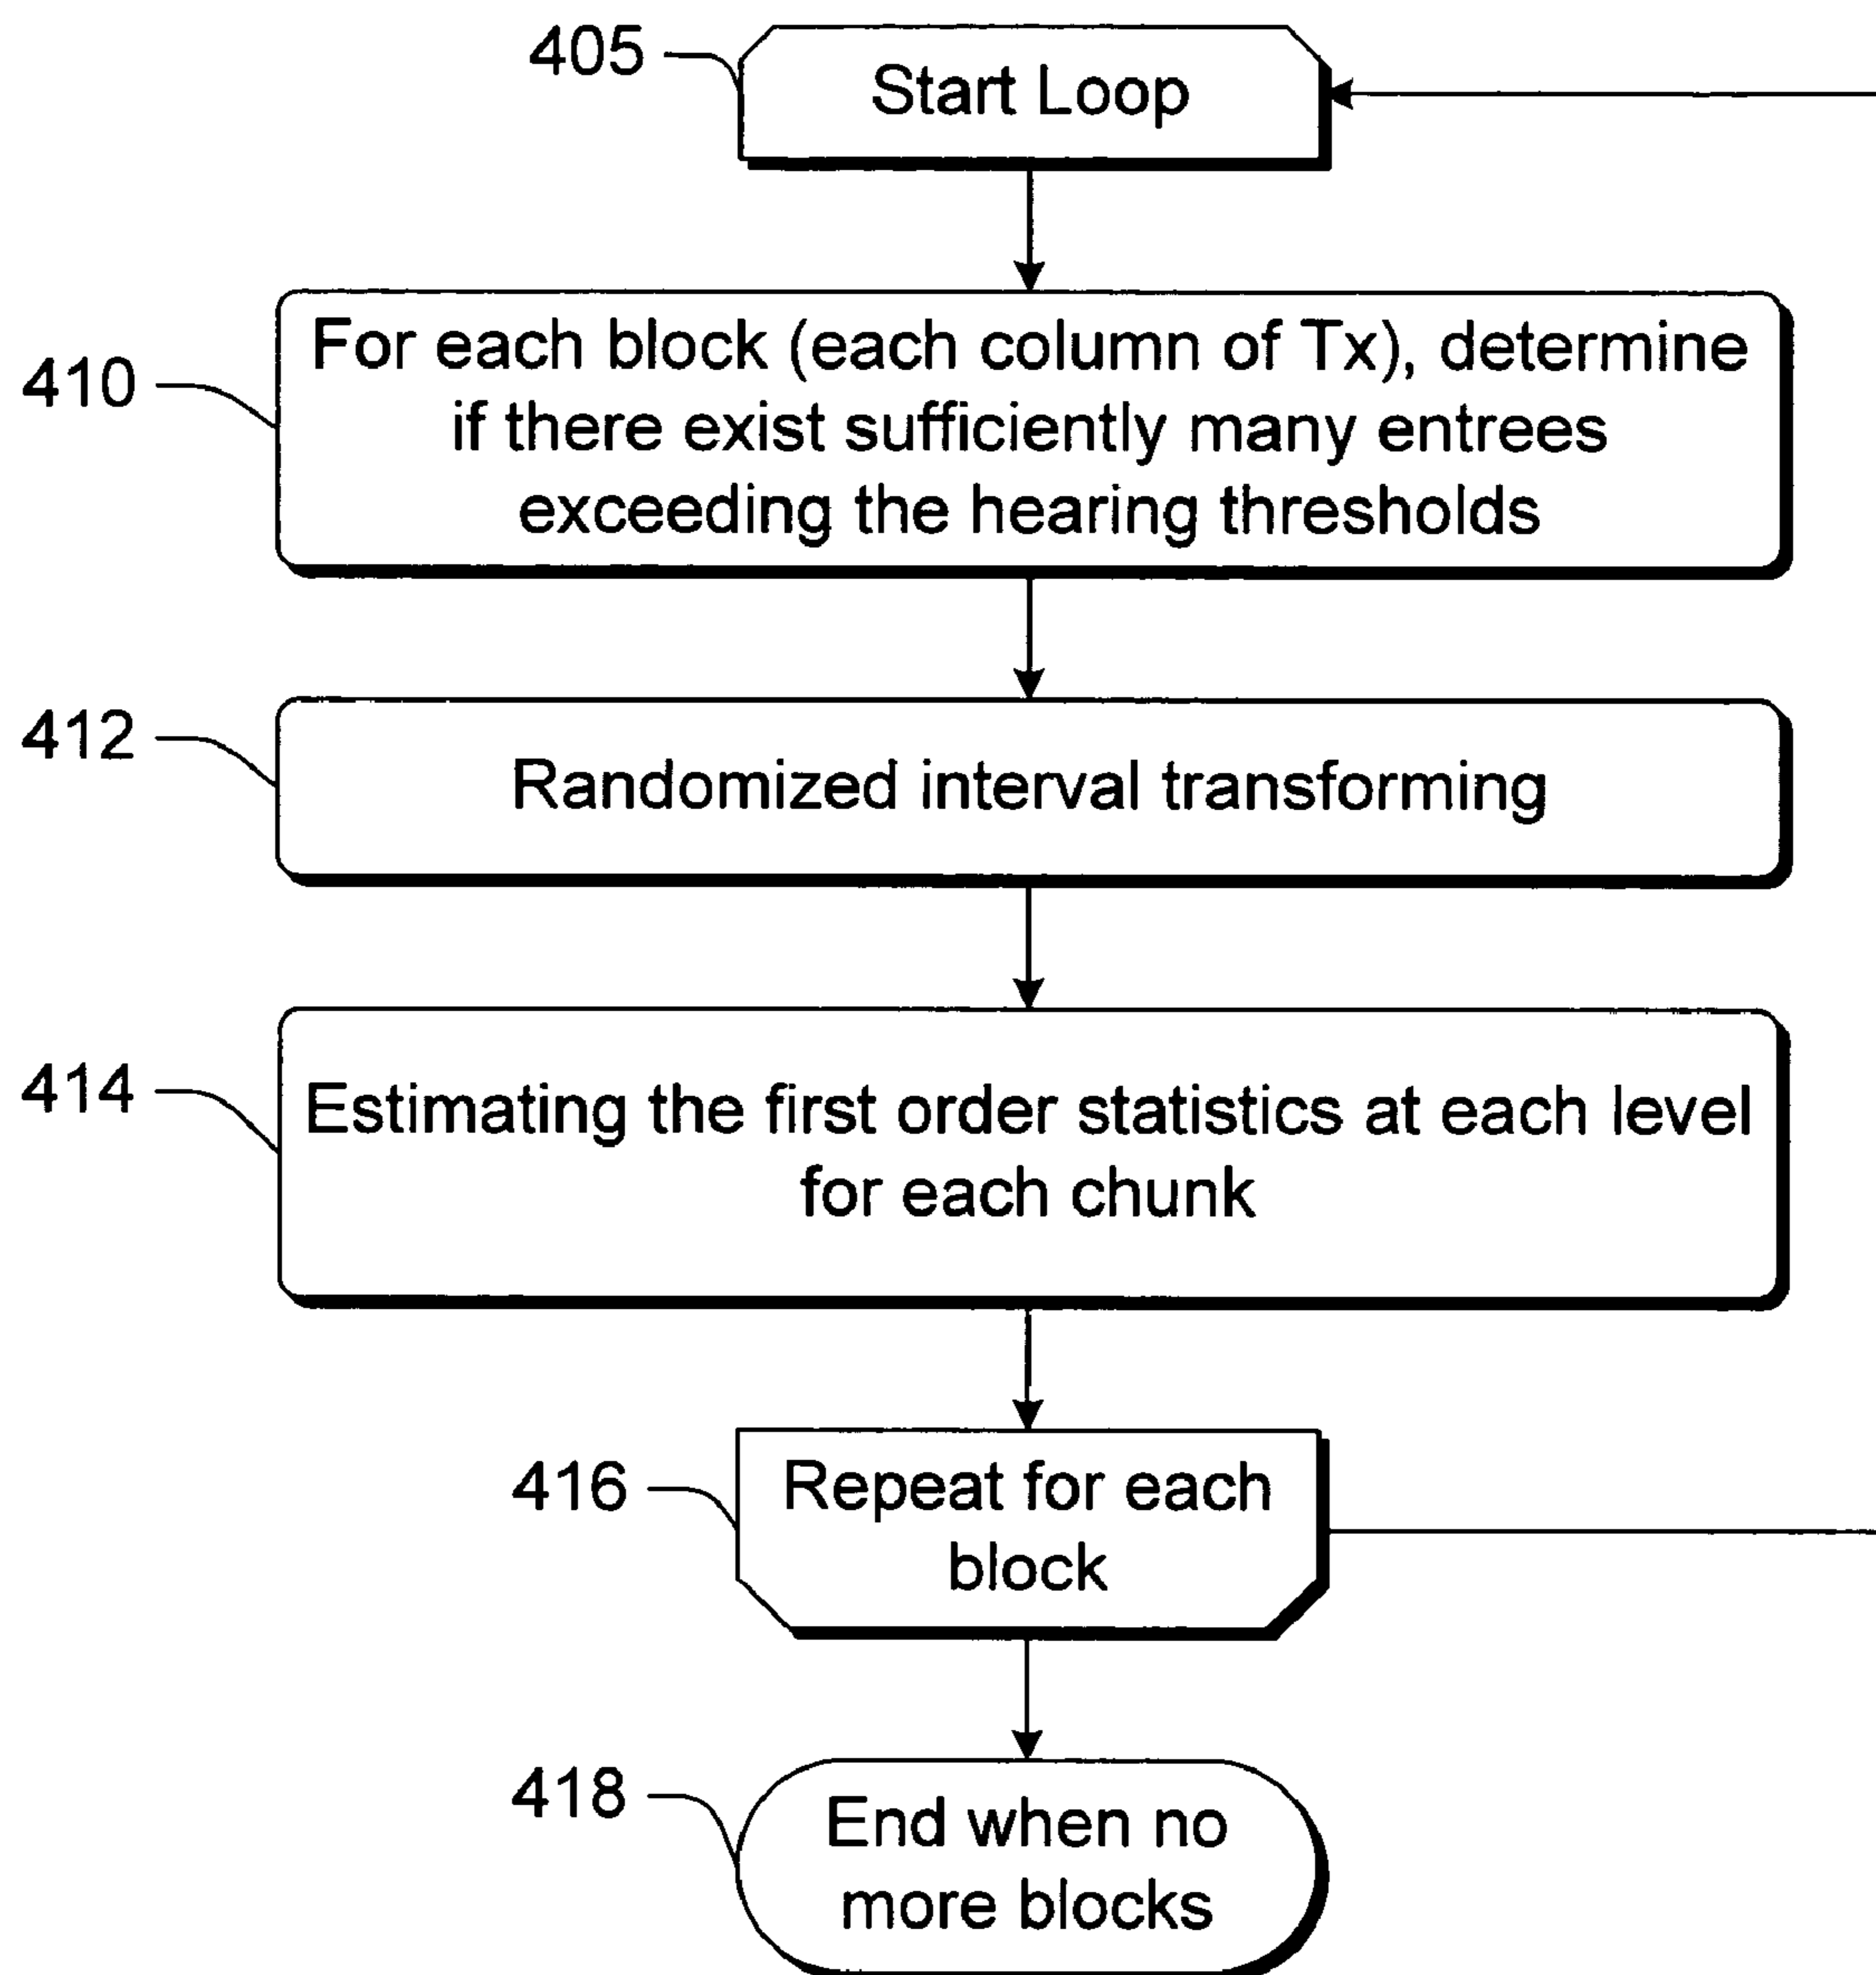 405
Start Loop
410
For each block (each column of Tx), determine
if there exist sufficiently many entrees
exceeding the hearing thresholds
412
Randomized interval transforming
414
Estimating the first order statistics at each level
for each chunk
416
Repeat for each
block
418
End when no
more blocks